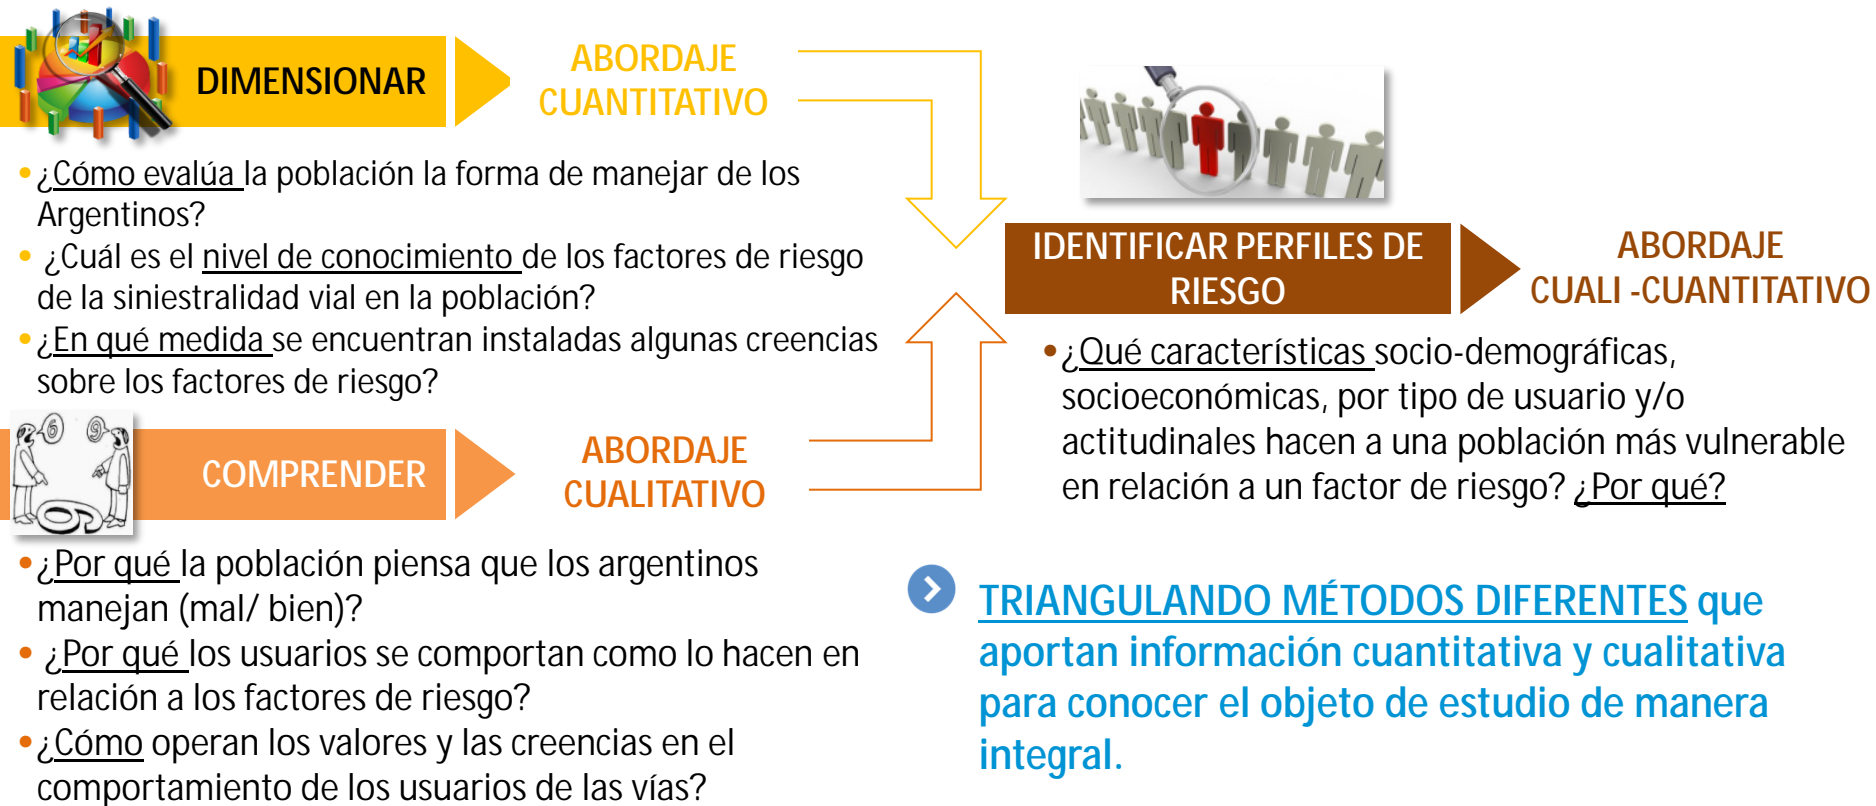 DIMENSIONAR
ABORDAJE
CUANTITATIVO
• ¿Cómo evalúa la población la forma de manejar de los
Argentinos?
• ¿Cuál es el nivel de conocimiento de los factores de riesgo
de la siniestralidad vial en la población?
• ¿En qué medida se encuentran instaladas algunas creencias
sobre los factores de riesgo?
6 9
6
COMPRENDER
ABORDAJE
CUALITATIVO
• ¿Por qué la población piensa que los argentinos
manejan (mal/ bien)?
• ¿Por qué los usuarios se comportan como lo hacen en
relación a los factores de riesgo?
• ¿Cómo operan los valores y las creencias en el
comportamiento de los usuarios de las vías?
IDENTIFICAR PERFILES DE
RIESGO
ABORDAJE
CUALI -CUANTITATIVO
• ¿Qué características socio-demográficas,
socioeconómicas, por tipo de usuario y/o
actitudinales hacen a una población más vulnerable
en relación a un factor de riesgo? ¿Por qué?
TRIANGULANDO MÉTODOS DIFERENTES que
aportan información cuantitativa y cualitativa
para conocer el objeto de estudio de manera
integral.